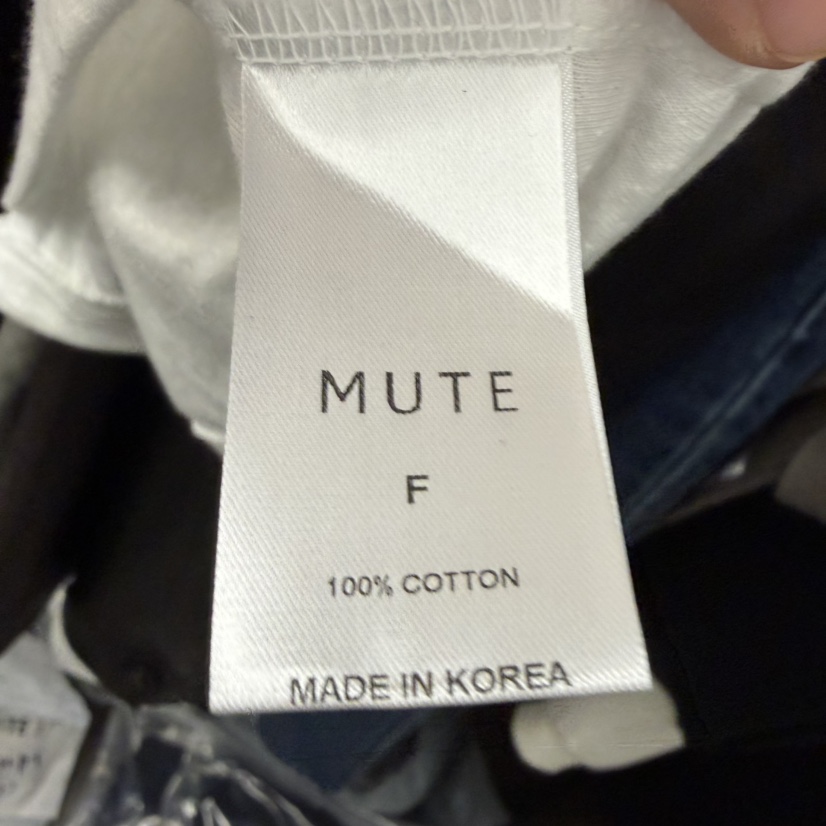 MUTE
F
100% COTTON
MADE IN KOREA